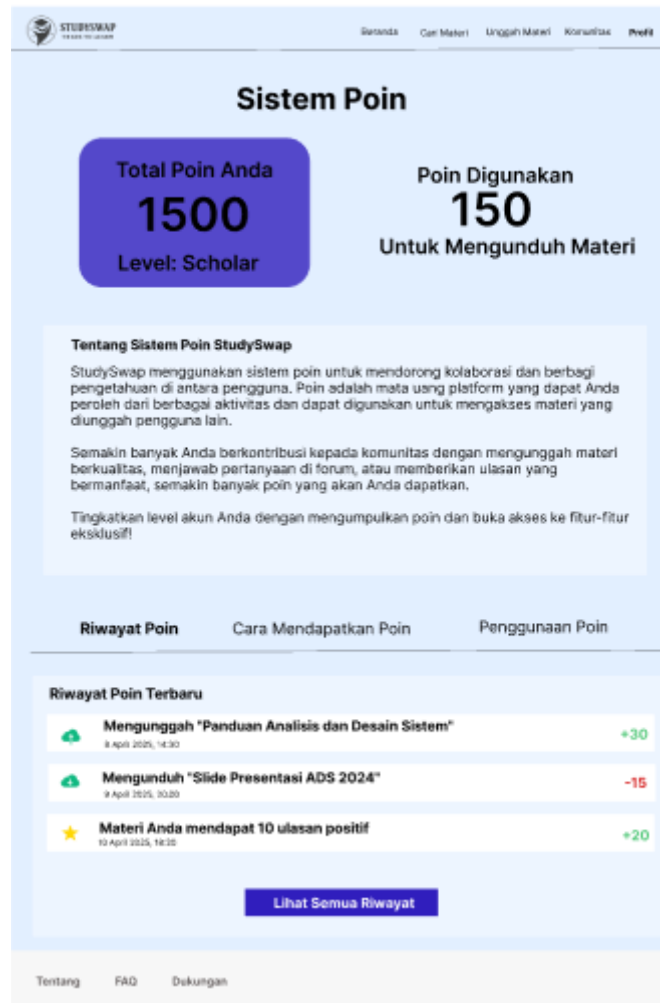 STUDYSWAP
TRADE TO LEARN
Beranda Cari Materi Unggah Materi Komunitas Profil
Sistem Poin
Total Poin Anda
1500
Level: Scholar
Poin Digunakan
150
Untuk Mengunduh Materi
Tentang Sistem Poin StudySwap
StudySwap menggunakan sistem poin untuk mendorong kolaborasi dan berbagi
pengetahuan di antara pengguna. Poin adalah mata uang platform yang dapat Anda
peroleh dari berbagai aktivitas dan dapat digunakan untuk mengakses materi yang
diunggah pengguna lain.
Semakin banyak Anda berkontribusi kepada komunitas dengan mengunggah materi
berkualitas, menjawab pertanyaan di forum, atau memberikan ulasan yang
bermanfaat, semakin banyak poin yang akan Anda dapatkan.
Tingkatkan level akun Anda dengan mengumpulkan poin dan buka akses ke fitur-fitur
eksklusif!
Riwayat Poin Cara Mendapatkan Poin Penggunaan Poin
Riwayat Poin Terbaru
Mengunggah "Panduan Analisis dan Desain Sistem"
April 2025, 14:30
+30
Mengunduh "Slide Presentasi ADS 2024"
9 April 2025,
-15
Materi Anda mendapat 10 ulasan positif
10 April 2025,
+20
Lihat Semua Riwayat
Tentang FAQ Dukungan